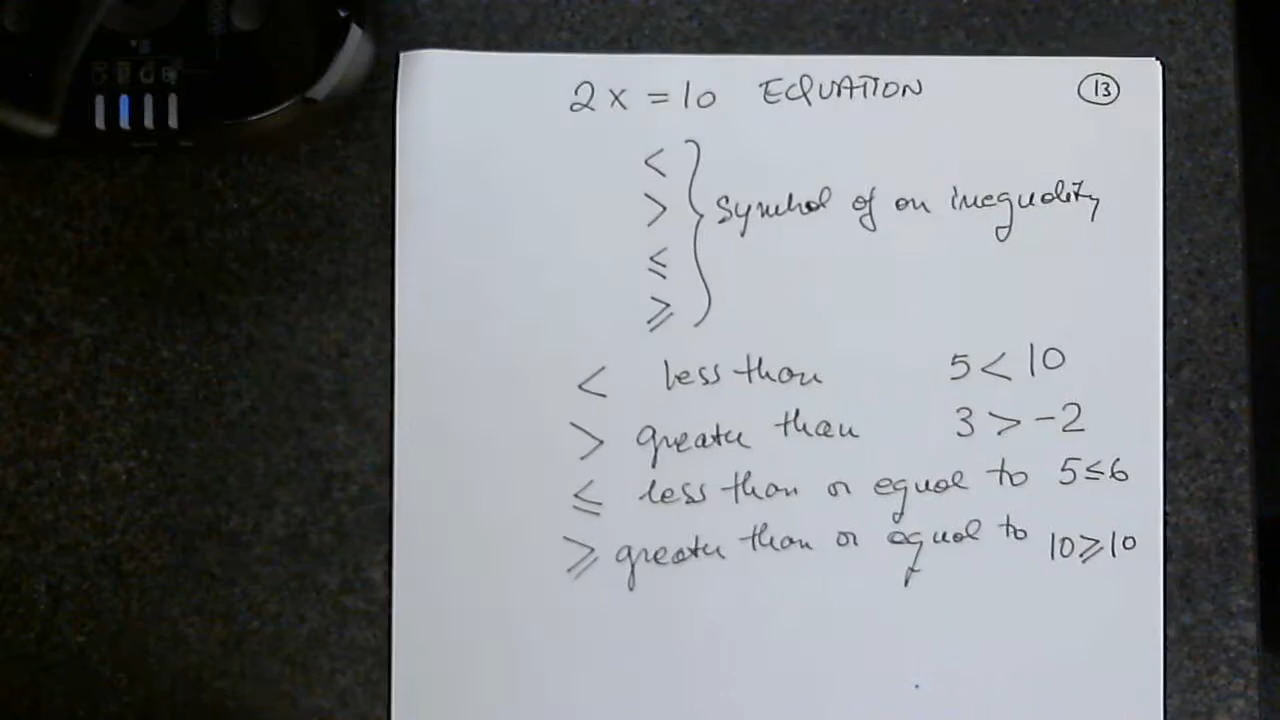 2x = 10 EQUATION 13
<
>
≤
≥
symbol of an inequality
< less than 5 < 10
> greater than 3 > -2
≤ less than or equal to 5 ≤ 6
≥ greater than or equal to 10 ≥ 10